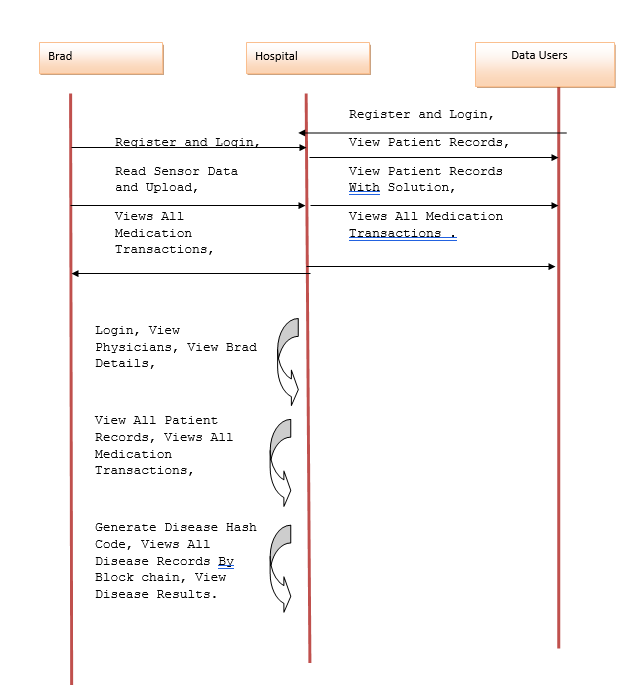 Brad
Hospital
Data Users
Register and Login,
Register and Login,
View Patient Records,
Read Sensor Data
and Upload,
View Patient Records
With Solution,
Views All
Medication
Transactions,
Views All Medication
Transactions .
Login, View
Physicians, View Brad
Details,
View All Patient
Records, Views All
Medication
Transactions,
Generate Disease Hash
Code, Views All
Disease Records By
Block chain, View
Disease Results.